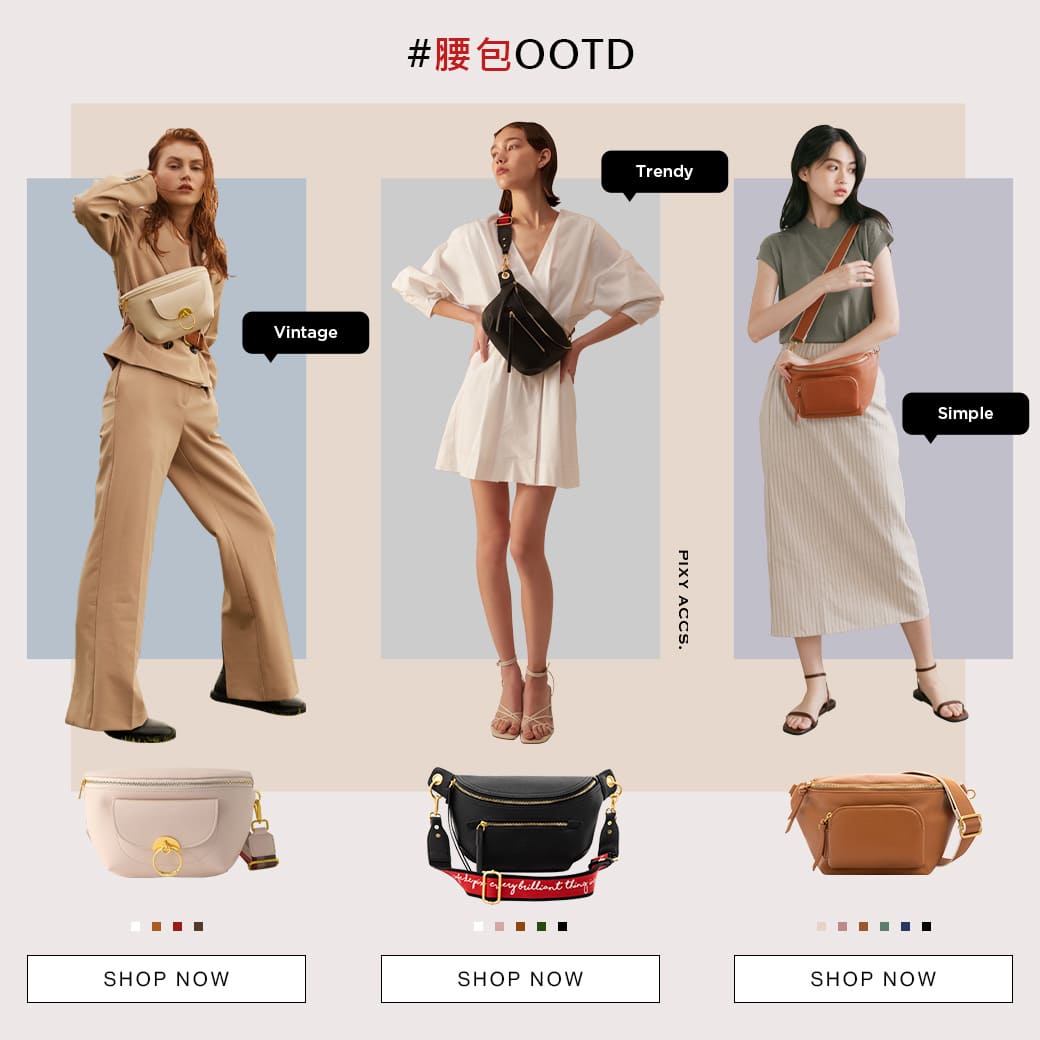 #腰包OOTD
Trendy
Vintage
Simple
PIXY ACCS.
every brilliant thing
SHOP NOW
SHOP NOW
SHOP NOW